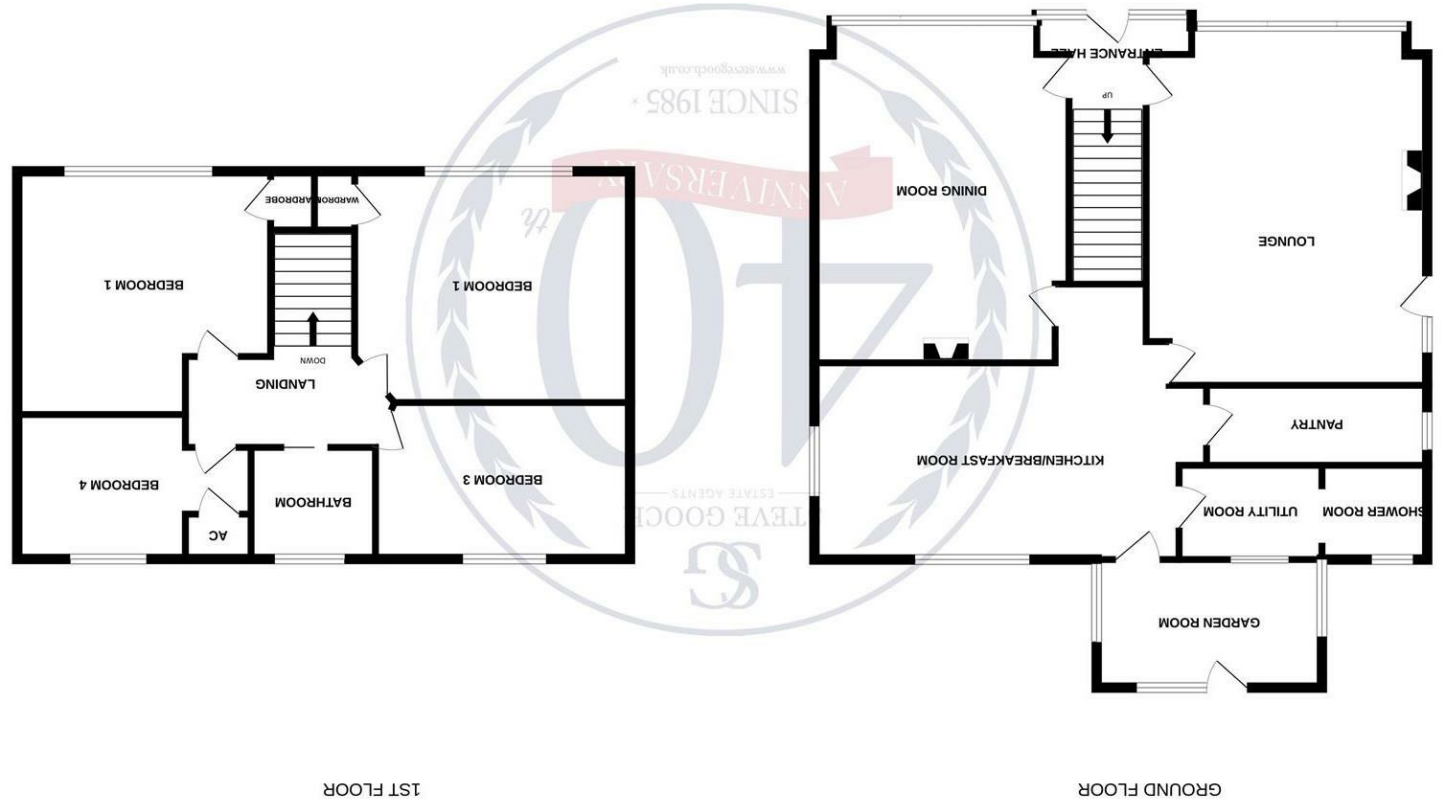 GROUND FLOOR
GARDEN ROOM
SHOWER ROOM
UTILITY ROOM
PANTRY
KITCHEN/BREAKFAST ROOM
LOUNGE
DINING ROOM
UP
ENTRANCE HALL
1ST FLOOR
BEDROOM 3
BATHROOM
AC
BEDROOM 4
LANDING
DOWN
BEDROOM 1
BEDROOM 1
WARDROBE
WARDROBE
SG
STEVE GOOCH
ESTATE AGENTS
40th
ANNIVERSARY
SINCE 1985
www.stevegooch.co.uk